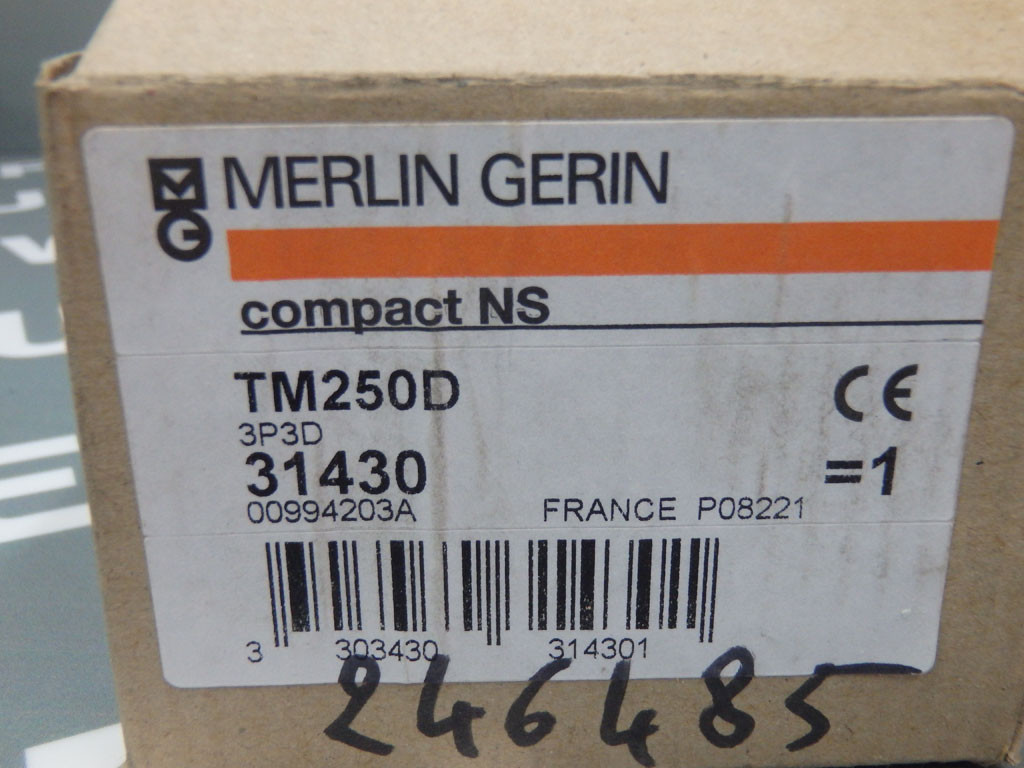 MERLIN GERIN
compact NS
TM250D
3P3D
31430
=1
00994203A FRANCE P08221
3 303430 314301
246485